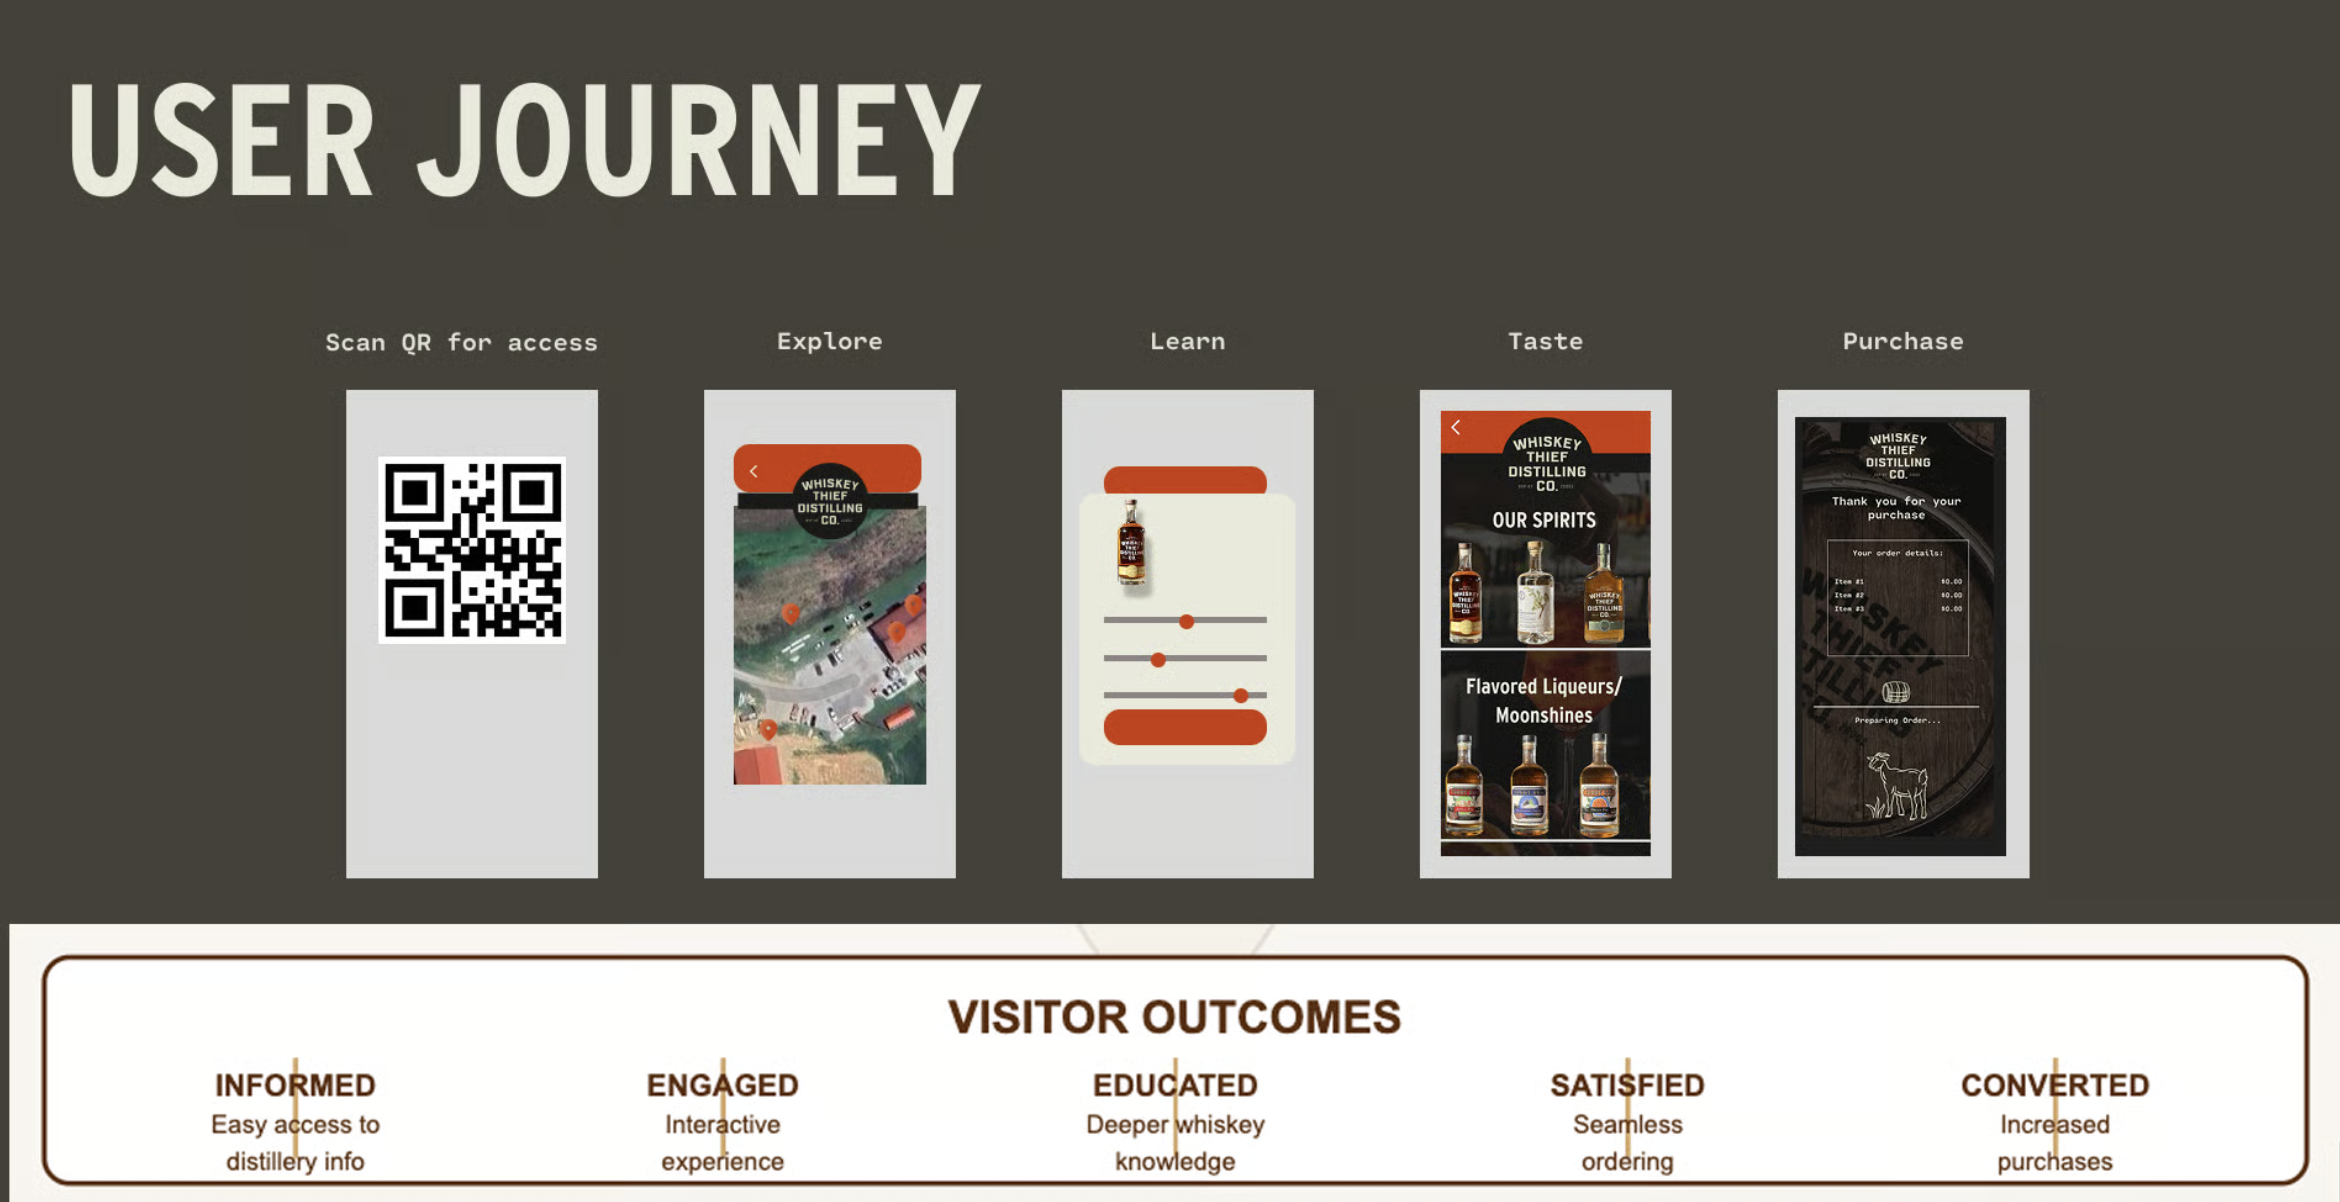 USER JOURNEY
Scan QR for access
Explore
Learn
Taste
Purchase
WHISKEY
THIEF
DISTILLING
CO.
WHISKEY
THIEF
DISTILLING
CO.
OUR SPIRITS
Flavored Liqueurs/
Moonshines
WHISKEY
THIEF
DISTILLING
CO.
Thank you for your
purchase
Your order details:
Item #1 $0.00
Item #2 $0.00
Item #3 $0.00
WHISKEY
THIEF
Preparing Order...
VISITOR OUTCOMES
INFORMED
Easy access to
distillery info
ENGAGED
Interactive
experience
EDUCATED
Deeper whiskey
knowledge
SATISFIED
Seamless
ordering
CONVERTED
Increased
purchases